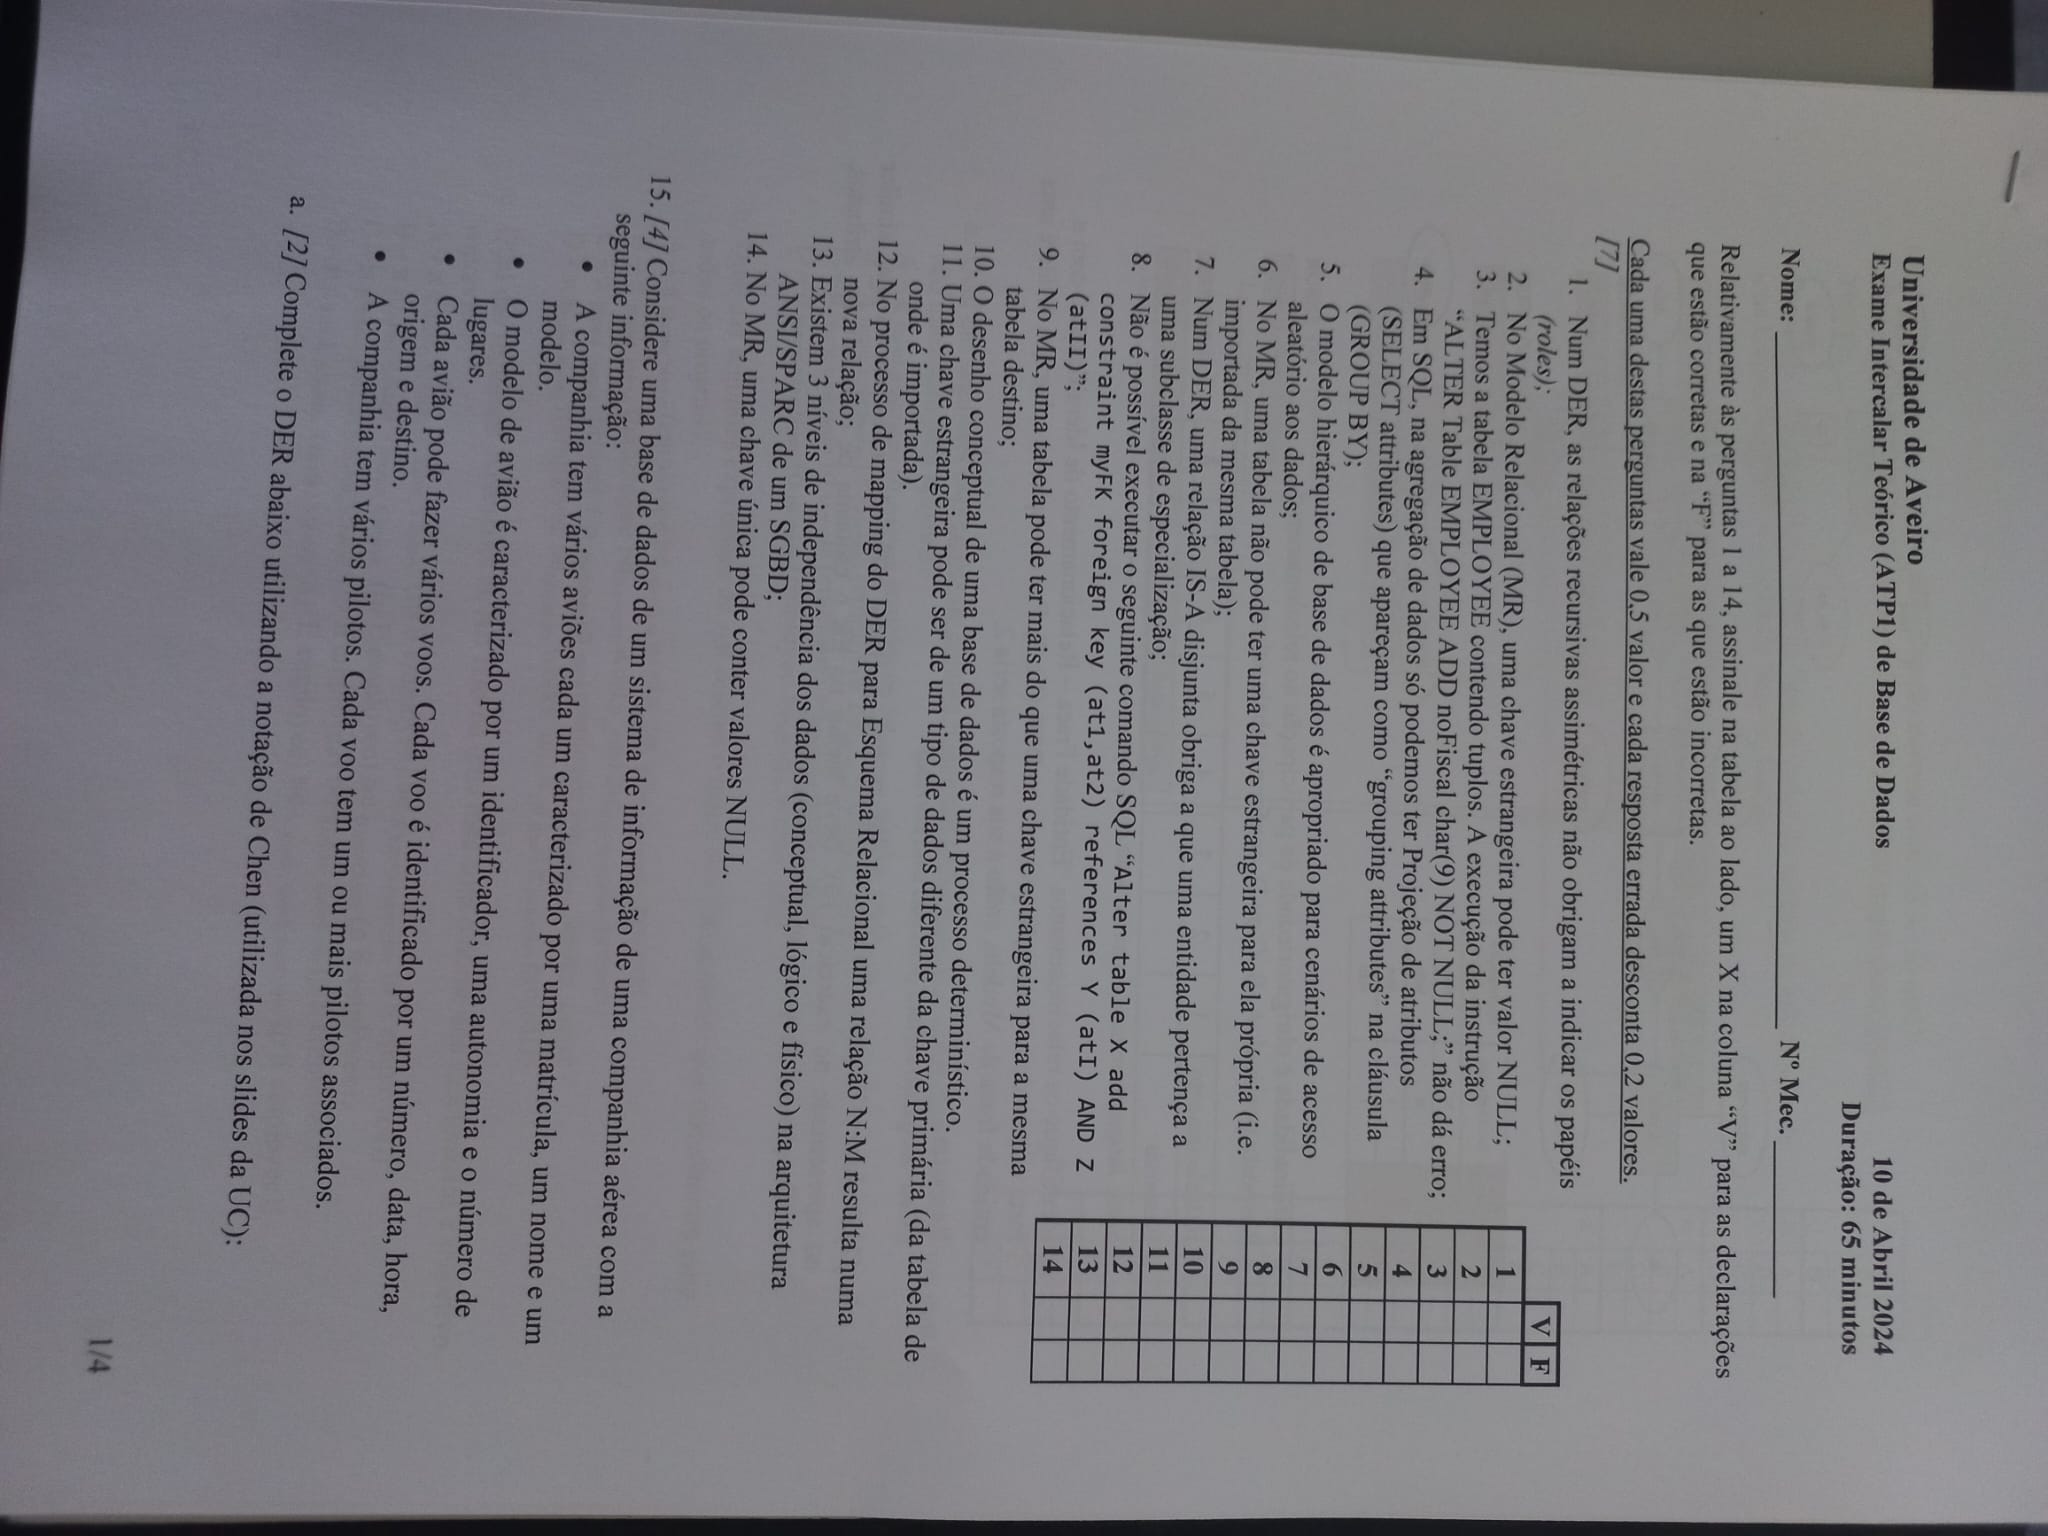 Universidade de Aveiro
Exame Intercalar Teórico (ATP1) de Base de Dados
10 de Abril 2024
Duração: 65 minutos
Nome: Nº Mec.
Relativamente às perguntas 1 a 14, assinale na tabela ao lado, um X na coluna “V” para as declarações
que estão corretas e na “F” para as que estão incorretas.
Cada uma destas perguntas vale 0,5 valor e cada resposta errada desconta 0,2 valores.
[7]
1. Num DER, as relações recursivas assimétricas não obrigam a indicar os papéis
(roles);
2. No Modelo Relacional (MR), uma chave estrangeira pode ter valor NULL;
3. Temos a tabela EMPLOYEE contendo tuplos. A execução da instrução
“ALTER Table EMPLOYEE ADD noFiscal char(9) NOT NULL;” não dá erro;
4. Em SQL, na agregação de dados só podemos ter Projeção de atributos
(SELECT attributes) que apareçam como “grouping attributes” na cláusula
(GROUP BY);
5. O modelo hierárquico de base de dados é apropriado para cenários de acesso
aleatório aos dados;
6. No MR, uma tabela não pode ter uma chave estrangeira para ela própria (i.e.
importada da mesma tabela);
7. Num DER, uma relação IS-A disjunta obriga a que uma entidade pertença a
uma subclasse de especialização;
8. Não é possível executar o seguinte comando SQL “Alter table X add
constraint myFK foreign key (at1,at2) references Y (atI) AND Z
(atII)”;
9. No MR, uma tabela pode ter mais do que uma chave estrangeira para a mesma
tabela destino;
10. O desenho conceptual de uma base de dados é um processo determinístico.
11. Uma chave estrangeira pode ser de um tipo de dados diferente da chave primária (da tabela de
onde é importada).
12. No processo de mapping do DER para Esquema Relacional uma relação N:M resulta numa
nova relação;
13. Existem 3 níveis de independência dos dados (conceptual, lógico e físico) na arquitetura
ANSI/SPARC de um SGBD;
14. No MR, uma chave única pode conter valores NULL.
V F
1
2
3
4
5
6
7
8
9
10
11
12
13
14
15. [4] Considere uma base de dados de um sistema de informação de uma companhia aérea com a
seguinte informação:
• A companhia tem vários aviões cada um caracterizado por uma matrícula, um nome e um
modelo.
• O modelo de avião é caracterizado por um identificador, uma autonomia e o número de
lugares.
• Cada avião pode fazer vários voos. Cada voo é identificado por um número, data, hora,
origem e destino.
• A companhia tem vários pilotos. Cada voo tem um ou mais pilotos associados.
a. [2] Complete o DER abaixo utilizando a notação de Chen (utilizada nos slides da UC):
1/4